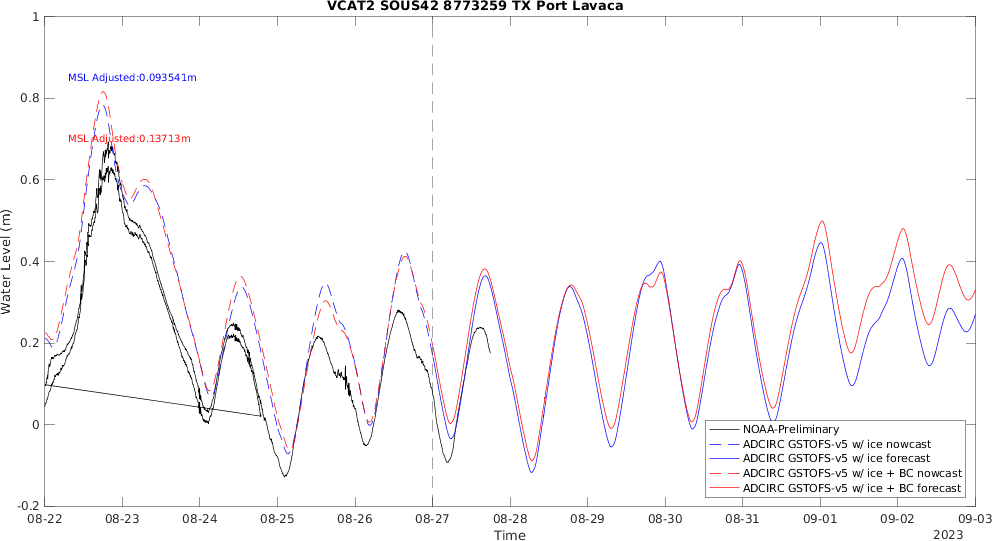 VCAT2 SOUS42 8773259 TX Port Lavaca
1
0.8
0.6
0.4
0.2
0
-0.2
Water Level (m)
MSL Adjusted:0.093541m
MSL Adjusted:0.13713m
NOAA-Preliminary
ADCIRC GSTOFS-v5 w/ ice nowcast
ADCIRC GSTOFS-v5 w/ ice forecast
ADCIRC GSTOFS-v5 w/ ice + BC nowcast
ADCIRC GSTOFS-v5 w/ ice + BC forecast
08-22 08-23 08-24 08-25 08-26 08-27 08-28 08-29 08-30 08-31 09-01 09-02 09-03
Time
2023